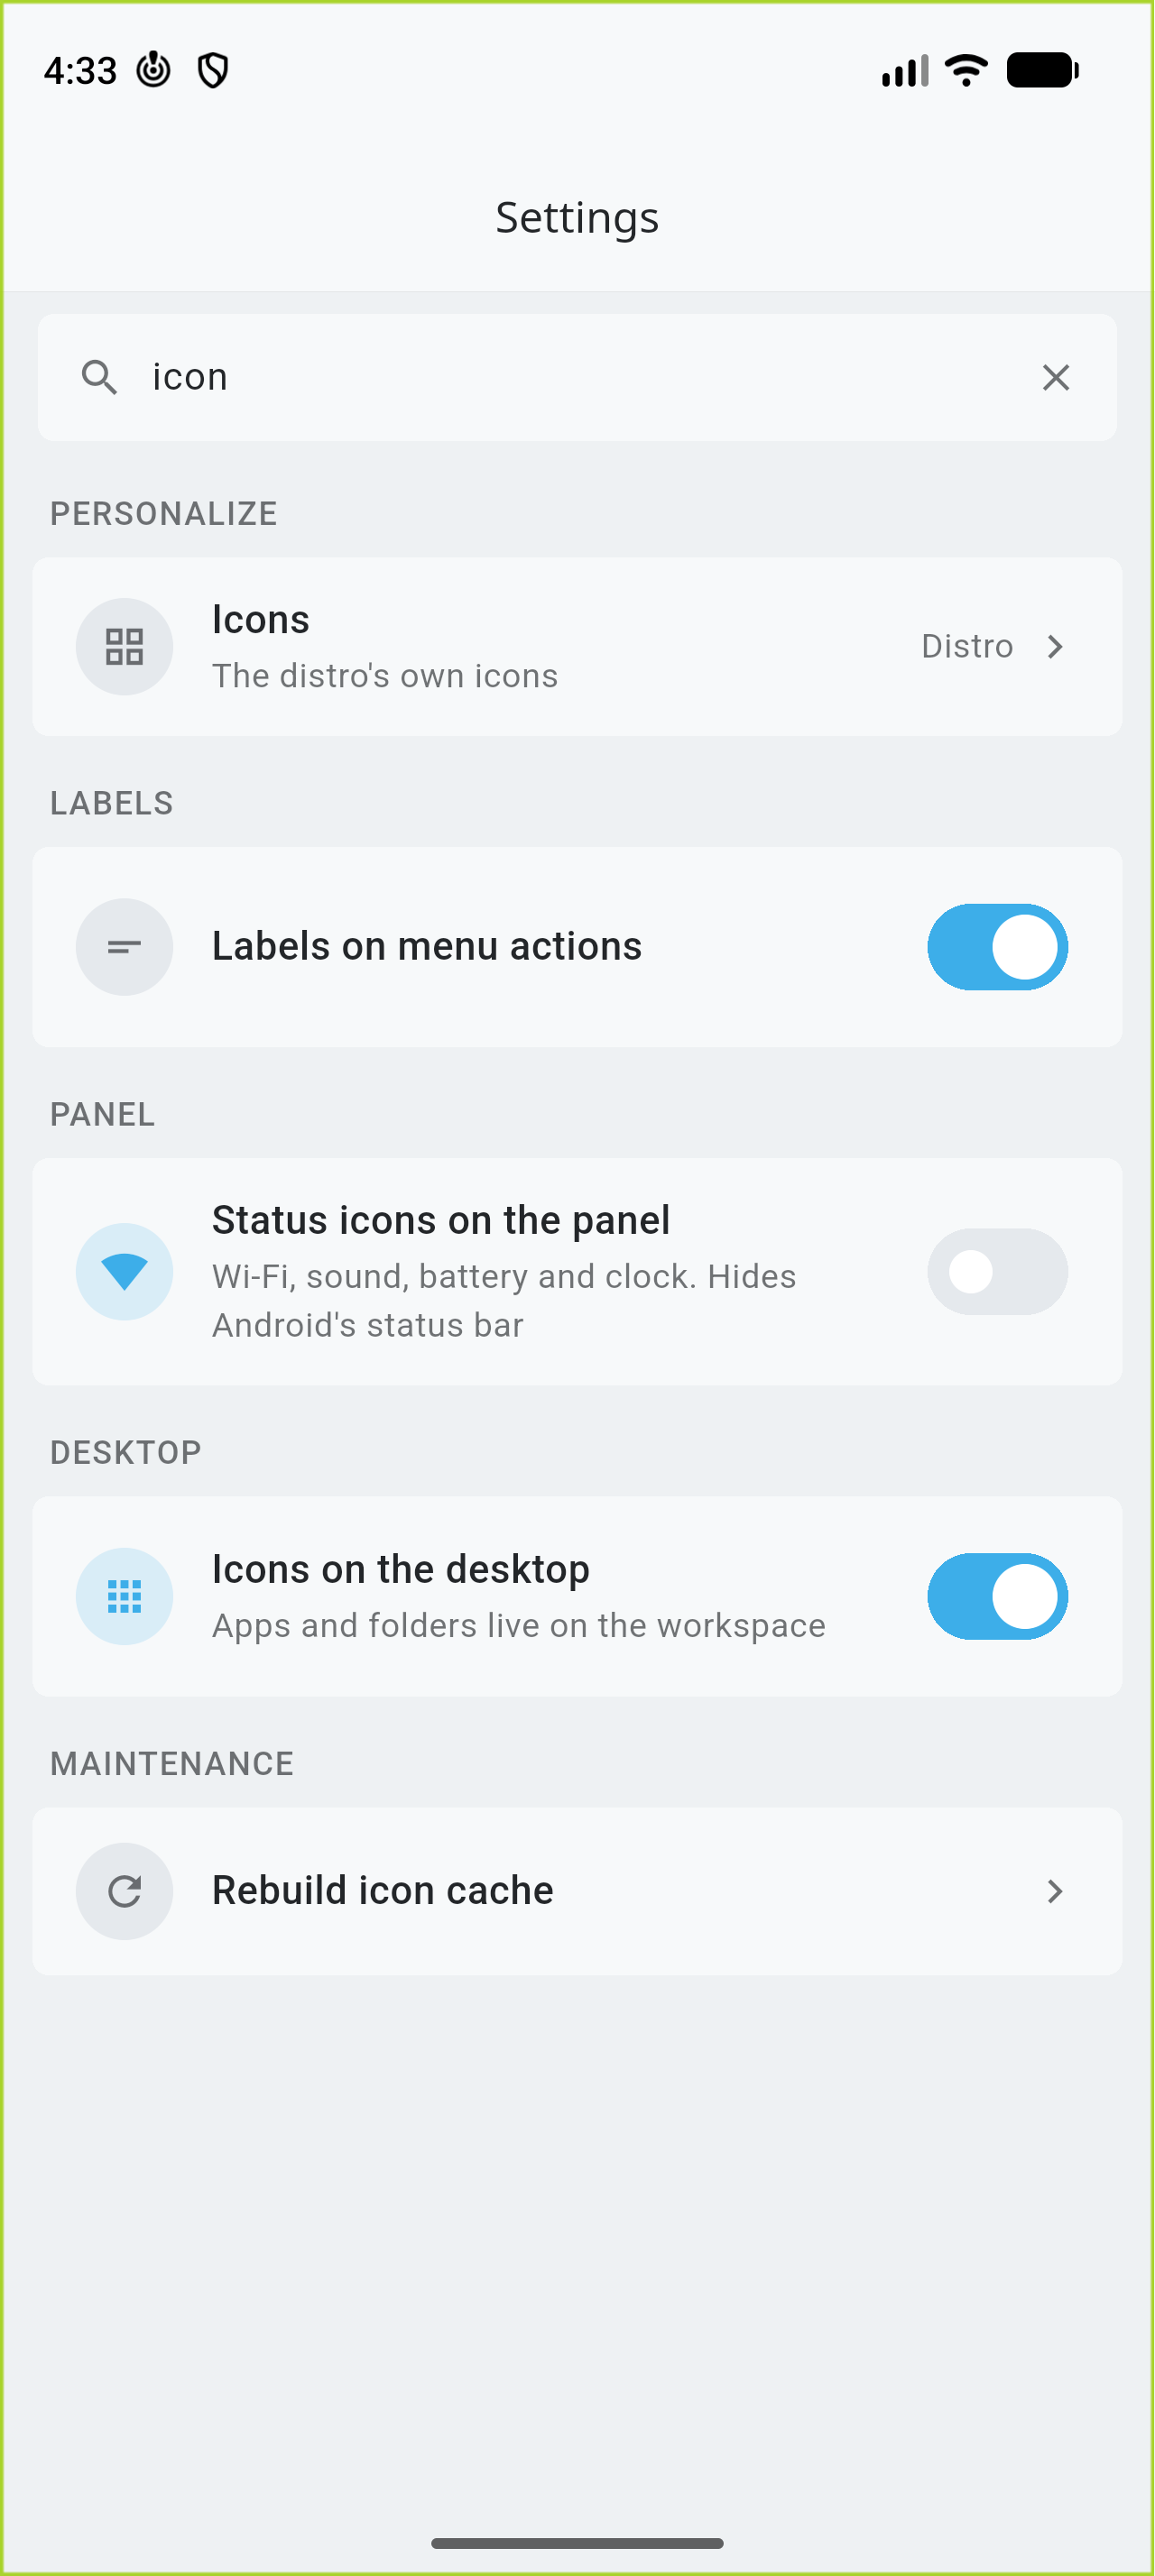 4:33
Settings
icon
PERSONALIZE
Icons
The distro's own icons
Distro
LABELS
Labels on menu actions
PANEL
Status icons on the panel
Wi-Fi, sound, battery and clock. Hides
Android's status bar
DESKTOP
Icons on the desktop
Apps and folders live on the workspace
MAINTENANCE
Rebuild icon cache